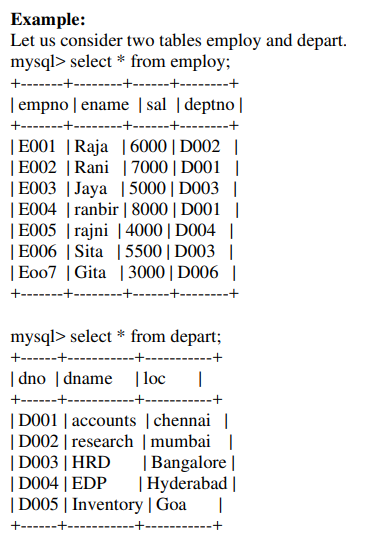 Example:
Let us consider two tables employ and depart.
mysql> select * from employ;
+-------+--------+------+--------+
| empno | ename | sal | deptno |
+-------+--------+------+--------+
| E001 | Raja | 6000 | D002 |
| E002 | Rani | 7000 | D001 |
| E003 | Jaya | 5000 | D003 |
| E004 | ranbir | 8000 | D001 |
| E005 | rajni | 4000 | D004 |
| E006 | Sita | 5500 | D003 |
| Eoo7 | Gita | 3000 | D006 |
+-------+--------+------+--------+
mysql> select * from depart;
+------+-----------+-----------+
| dno | dname | loc |
+------+-----------+-----------+
| D001 | accounts | chennai |
| D002 | research | mumbai |
| D003 | HRD | Bangalore |
| D004 | EDP | Hyderabad |
| D005 | Inventory | Goa |
+------+-----------+-----------+